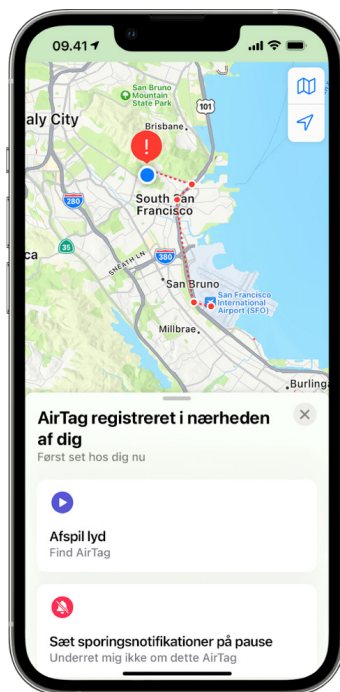 09.41
San Bruno
Mountain
State Park
101
aly City
Brisbane
South San
Francisco
280
35
ca
SNEATH LN
380
San Bruno
San Francisco
International
Airport (SFO)
Millbrae
Burling
AirTag registreret i nærheden
af dig
Først set hos dig nu
Afspil lyd
Find AirTag
Sæt sporingsnotifikationer på pause
Underret mig ikke om dette AirTag